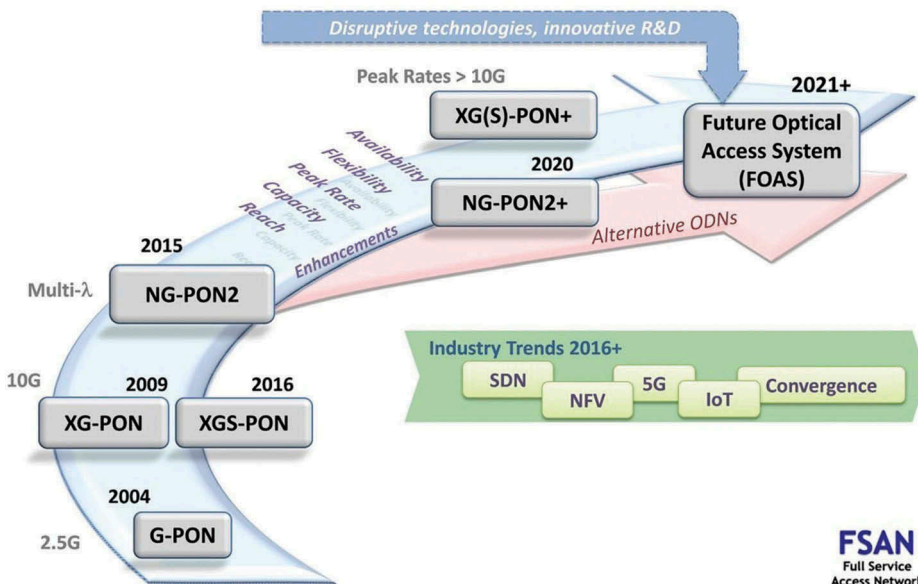 Disruptive technologies, innovative R&D
Peak Rates > 10G
2021+
XG(S)-PON+
Future Optical
Access System
(FOAS)
Availability
Flexibility
Peak Rate
Capacity
Reach
Enhancements
2020
NG-PON2+
Alternative ODNs
2015
Multi-λ
NG-PON2
Industry Trends 2016+
SDN
NFV
5G
IoT
Convergence
10G
2009
2016
XG-PON
XGS-PON
2004
G-PON
2.5G
FSAN
Full Service
Access Network